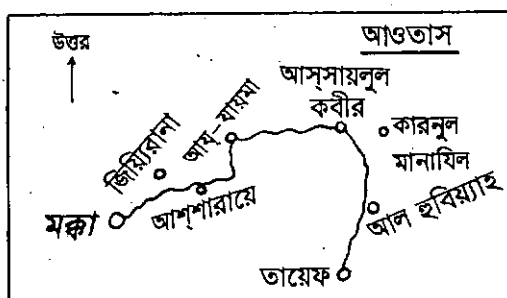 আওতাস
উত্তর
আস্সায়লুল
কবীর
কারনুল
মানাযিল
আয্-যায়মা
জিয়্যিরানা
আশ্শারায়ে
মক্কা
আল হুবিয়্যাহ
তায়েফ